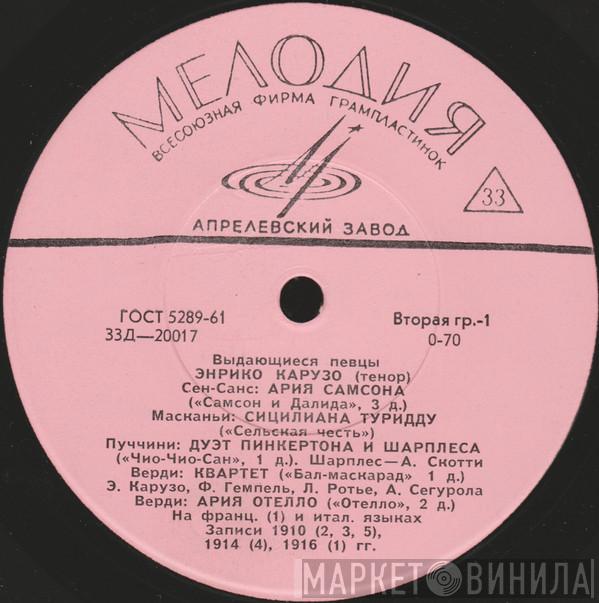 МЕЛОДИЯ
ВСЕСОЮЗНАЯ ФИРМА ГРАМПЛАСТИНОК
33
АПРЕЛЕВСКИЙ ЗАВОД
ГОСТ 5289-61
Вторая гр.-1
33Д—20017
0-70
Выдающиеся певцы
ЭНРИКО КАРУЗО (тенор)
Сен-Санс: АРИЯ САМСОНА
(«Самсон и Далида», 3 д.)
Масканьи: СИЦИЛИАНА ТУРИДДУ
(«Сельская честь»)
Пуччини: ДУЭТ ПИНКЕРТОНА И ШАРПЛЕСА
(«Чио-Чио-Сан», 1 д.). Шарплес—А. Скотти
Верди: КВАРТЕТ («Бал-маскарад» 1 д.)
Э. Карузо, Ф. Гемпель, Л. Ротье, А. Сегурола
Верди: АРИЯ ОТЕЛЛО («Отелло», 2 д.)
На франц. (1) и итал. языках
Записи 1910 (2, 3, 5),
1914 (4), 1916 (1) гг.
МАРКЕТ ВИНИЛА